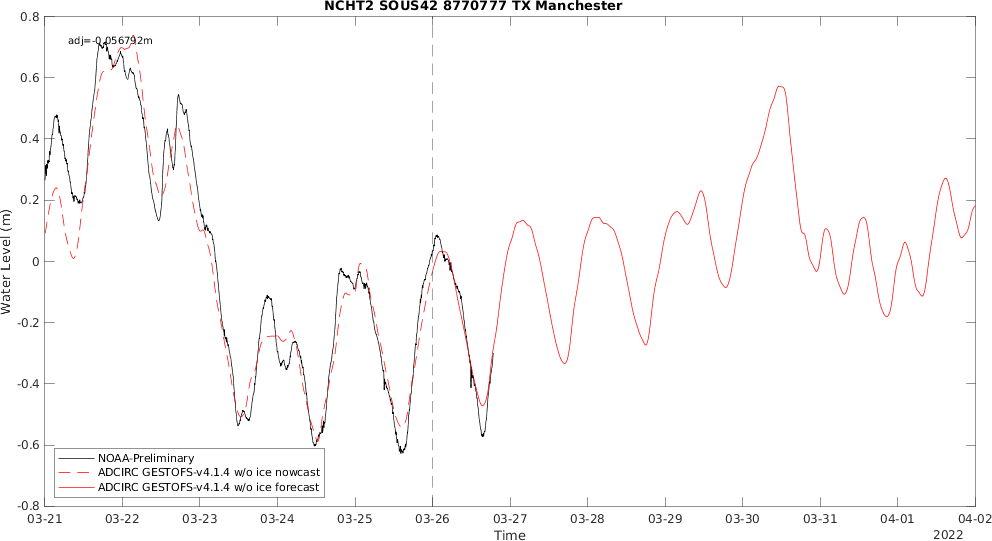 NCHT2 SOUS42 8770777 TX Manchester
adj=-0.056792m
0.8
0.6
0.4
0.2
0
-0.2
-0.4
-0.6
-0.8
Water Level (m)
NOAA-Preliminary
ADCIRC GESTOFS-v4.1.4 w/o ice nowcast
ADCIRC GESTOFS-v4.1.4 w/o ice forecast
03-21 03-22 03-23 03-24 03-25 03-26 03-27 03-28 03-29 03-30 03-31 04-01 04-02
Time
2022